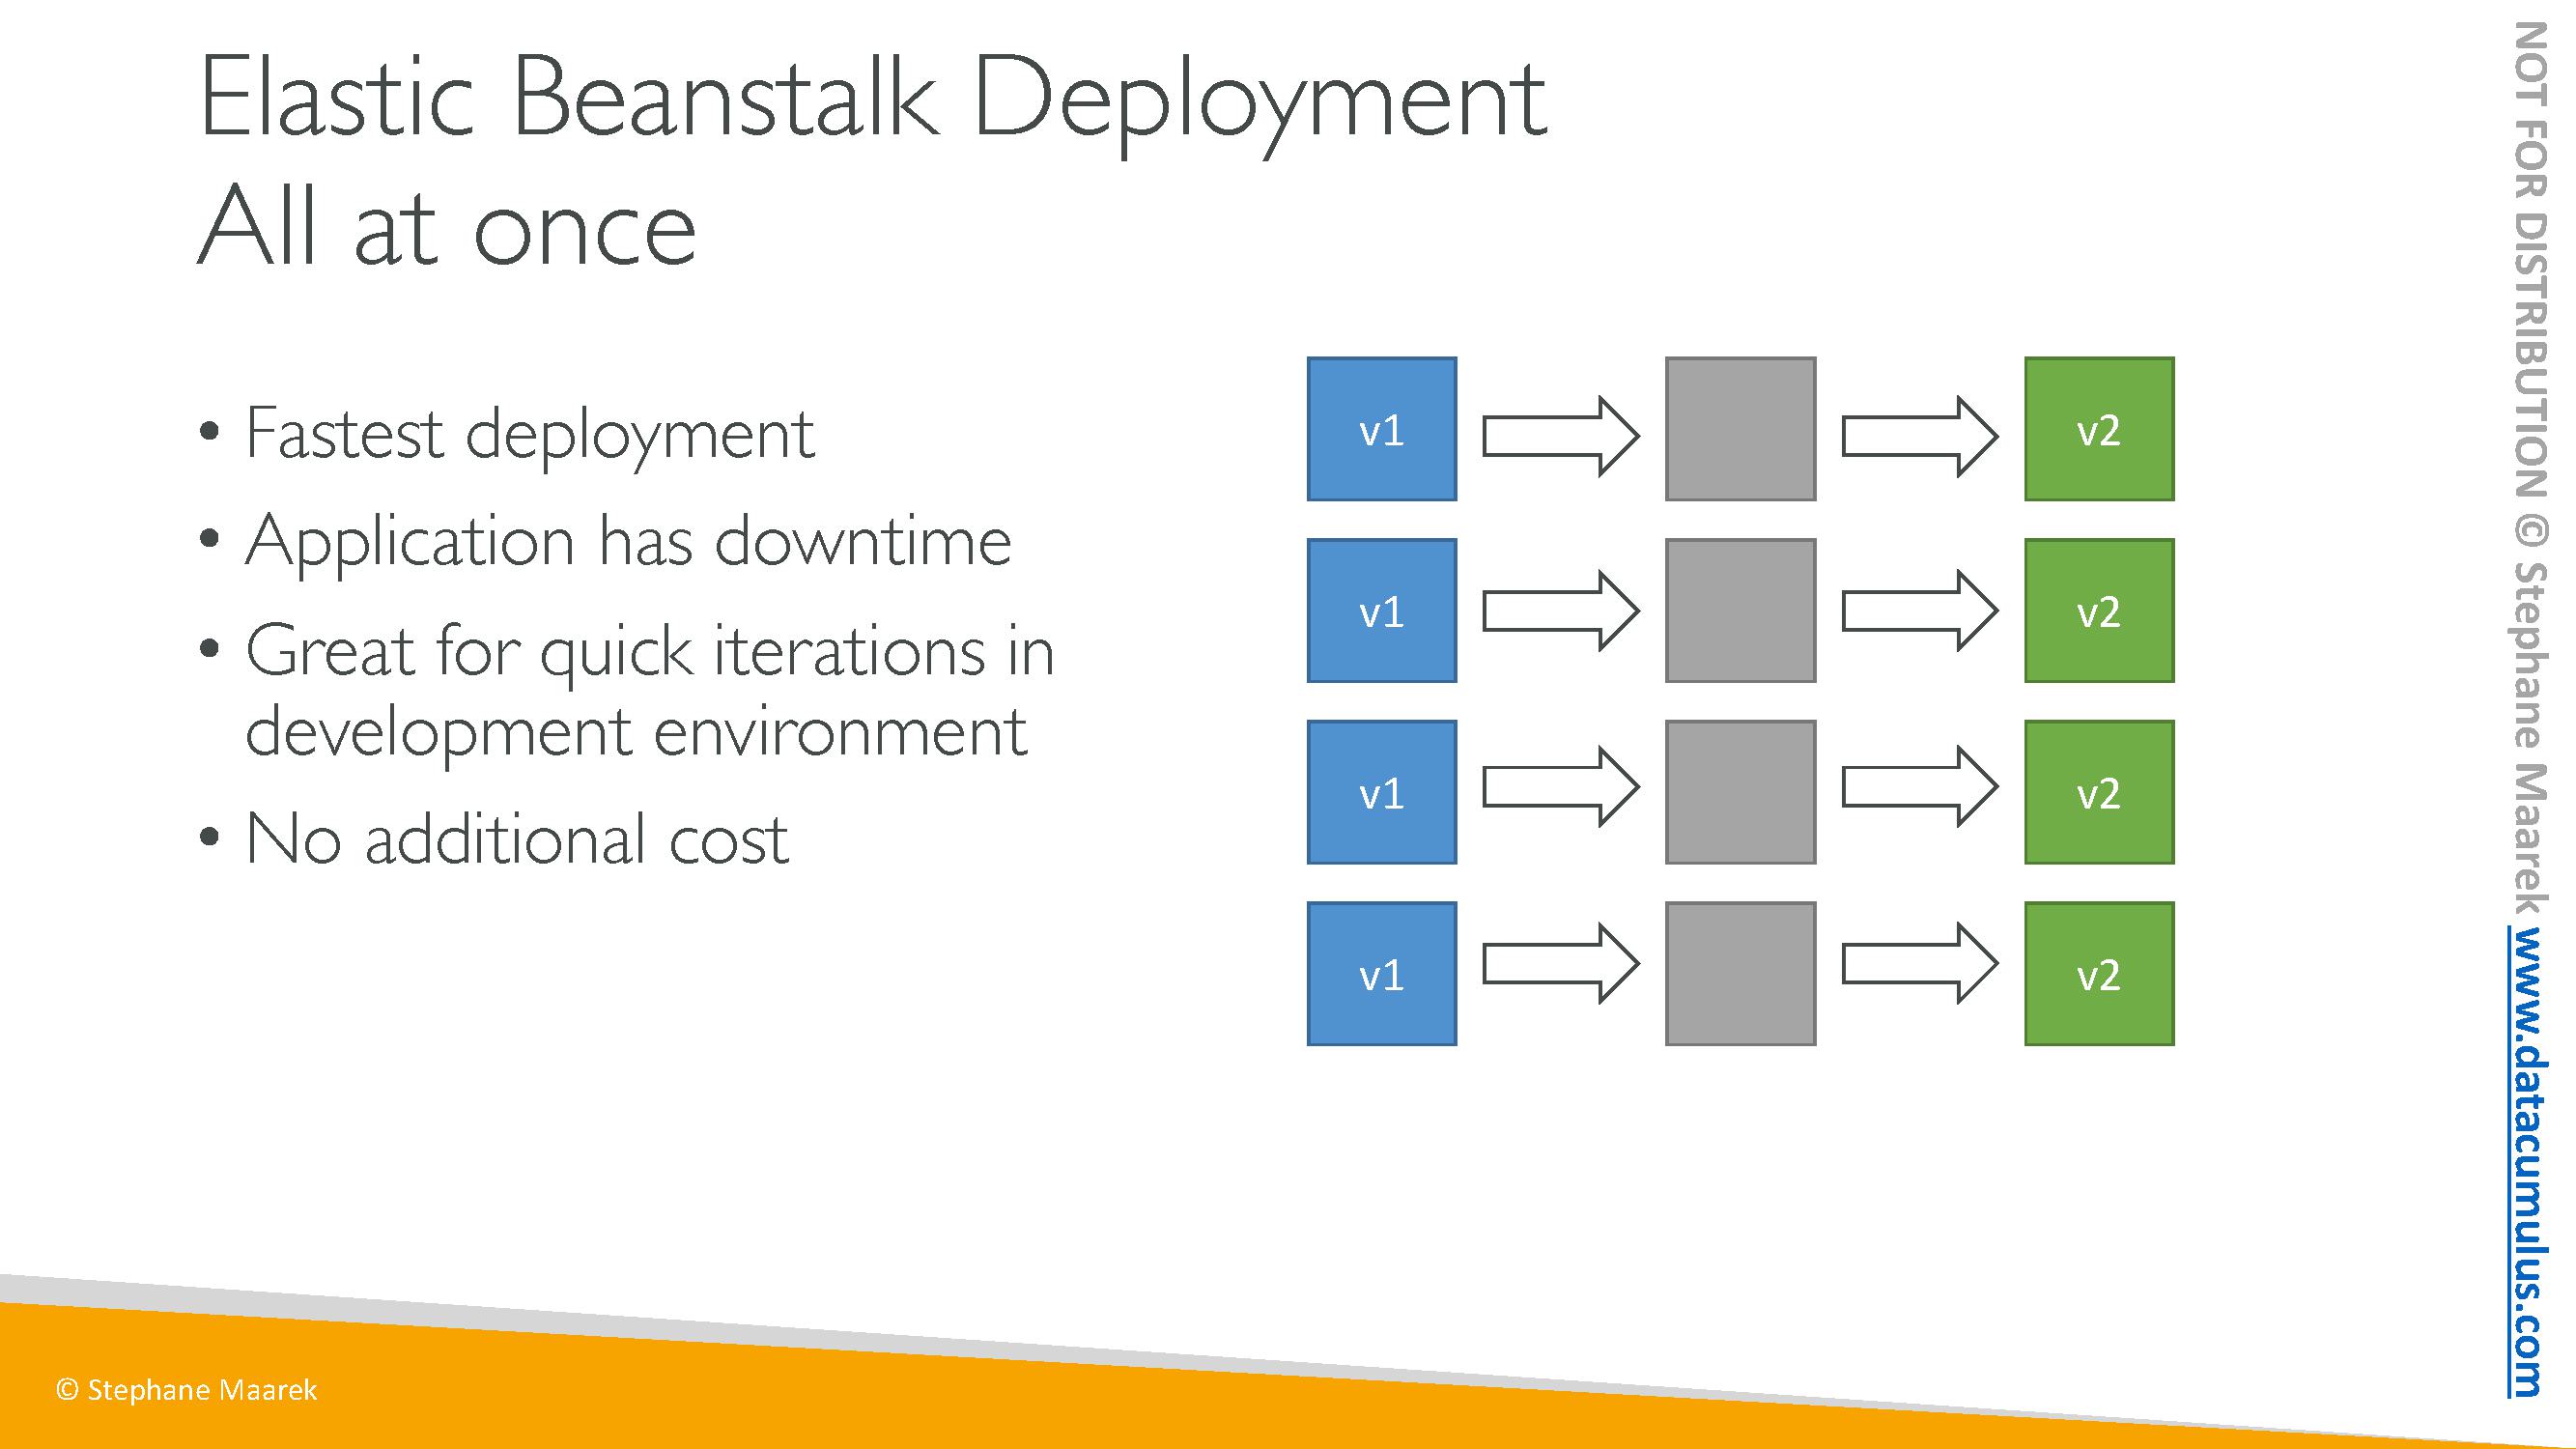 Elastic Beanstalk Deployment
All at once
• Fastest deployment
• Application has downtime
• Great for quick iterations in
development environment
• No additional cost
v1
v2
v1
v2
v1
v2
v1
v2
© Stephane Maarek
NOT FOR DISTRIBUTION © Stephane Maarek www.datacumulus.com